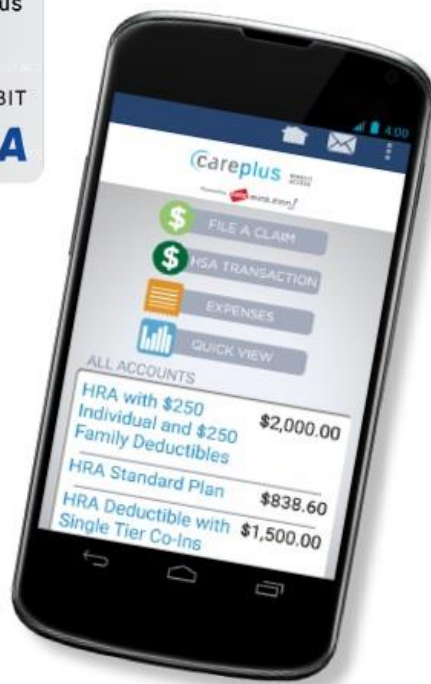 us
BIT
A
4:00
careplus BENEFIT ACCESS
FILE A CLAIM
HSA TRANSACTION
EXPENSES
QUICK VIEW
ALL ACCOUNTS
HRA with $250
Individual and $250
Family Deductibles
$2,000.00
HRA Standard Plan
$838.60
HRA Deductible with
Single Tier Co-Ins
$1,500.00